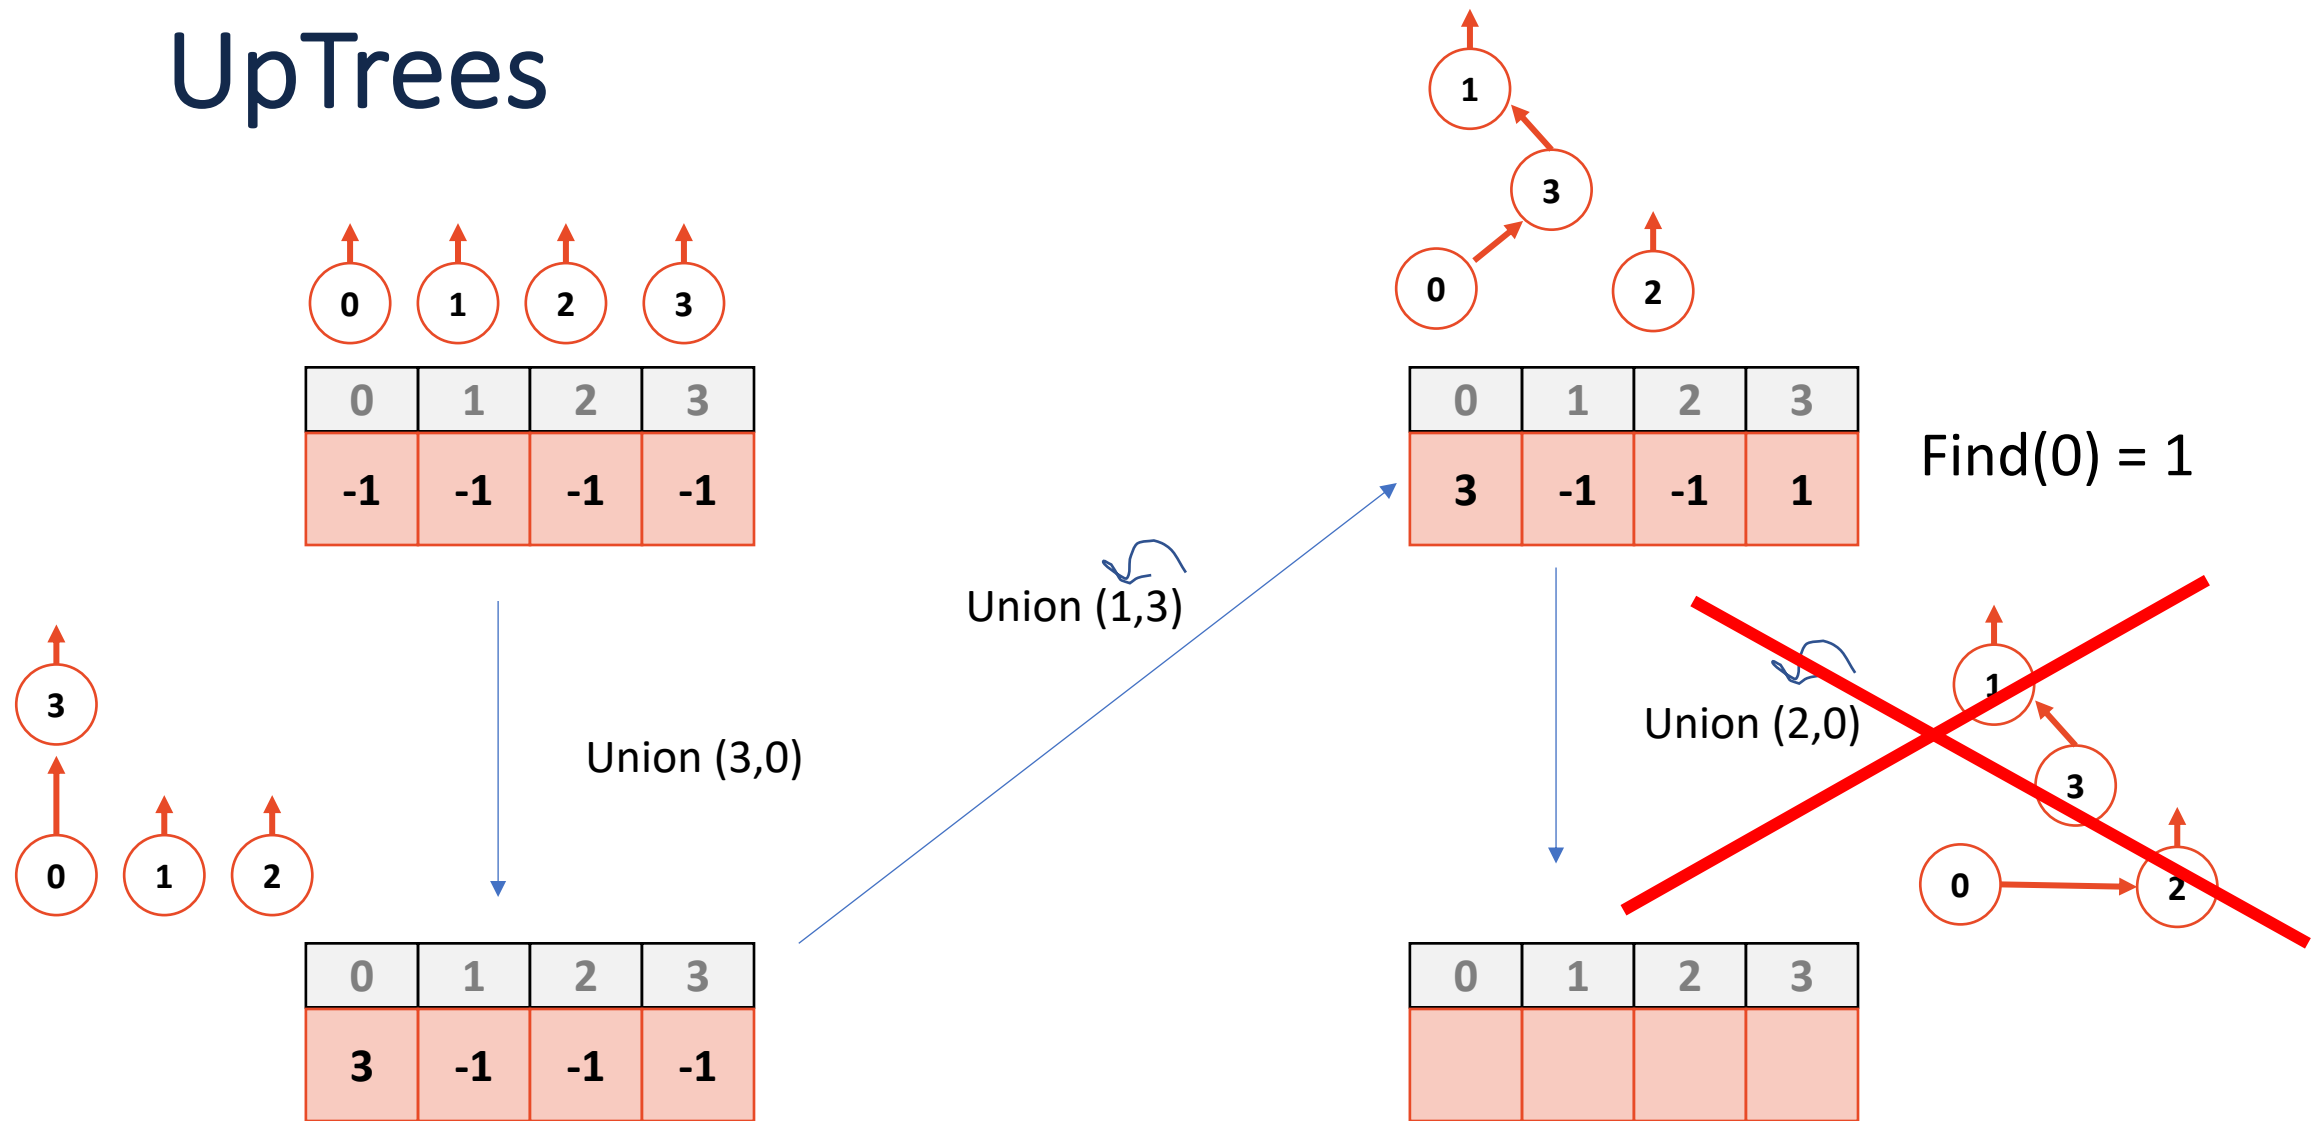 UpTrees
0 1 2 3
0 1 2 3
-1 -1 -1 -1
Union (3,0)
3
0 1 2
0 1 2 3
3 -1 -1 -1
Union (1,3)
1
3
0 2
0 1 2 3
3 -1 -1 1
Find(0) = 1
Union (2,0)
1
3
0 2
0 1 2 3